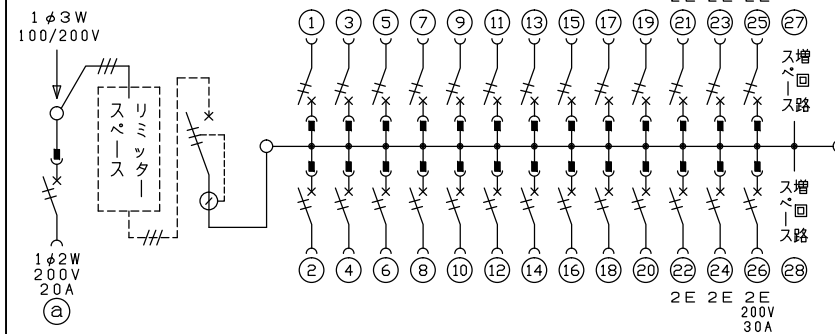 1φ3W
100/200V
リミッター
スペース
1φ2W
200V
20A
a
1 3 5 7 9 11 13 15 17 19 21 23 25 27
増回路
スペース
増回路
スペース
2 4 6 8 10 12 14 16 18 20 22 24 26 28
2E 2E 2E
200V
30A